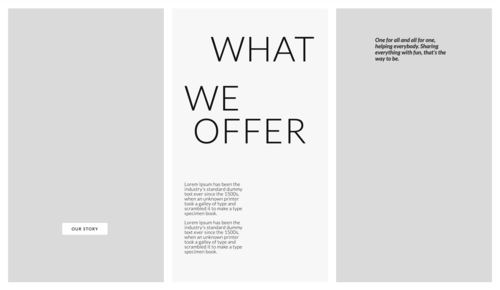 OUR STORY
WHAT
WE
OFFER
Lorem Ipsum has been the
industry's standard dummy
text ever since the 1500s,
when an unknown printer
took a galley of type and
scrambled it to make a type
specimen book.
Lorem Ipsum has been the
industry's standard dummy
text ever since the 1500s,
when an unknown printer
took a galley of type and
scrambled it to make a type
specimen book.
One for all and all for one,
helping everybody. Sharing
everything with fun, that's the
way to be.